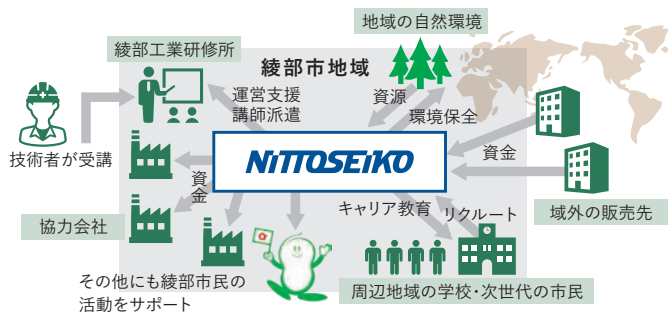 地域の自然環境
綾部工業研修所
綾部市地域
運営支援
講師派遣
資源
環境保全
技術者が受講
NITTOSEIKO
資金
資金
協力会社
キャリア教育
リクルート
域外の販売先
その他にも綾部市民の
活動をサポート
周辺地域の学校・次世代の市民